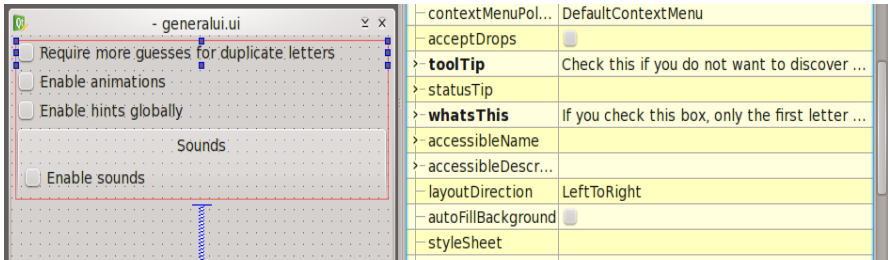 - generalui.ui
Require more guesses for duplicate letters
Enable animations
Enable hints globally
Sounds
Enable sounds
contextMenuPol... DefaultContextMenu
acceptDrops
toolTip Check this if you do not want to discover ...
statusTip
whatsThis If you check this box, only the first letter ...
accessibleName
accessibleDescr...
layoutDirection LeftToRight
autoFillBackground
styleSheet